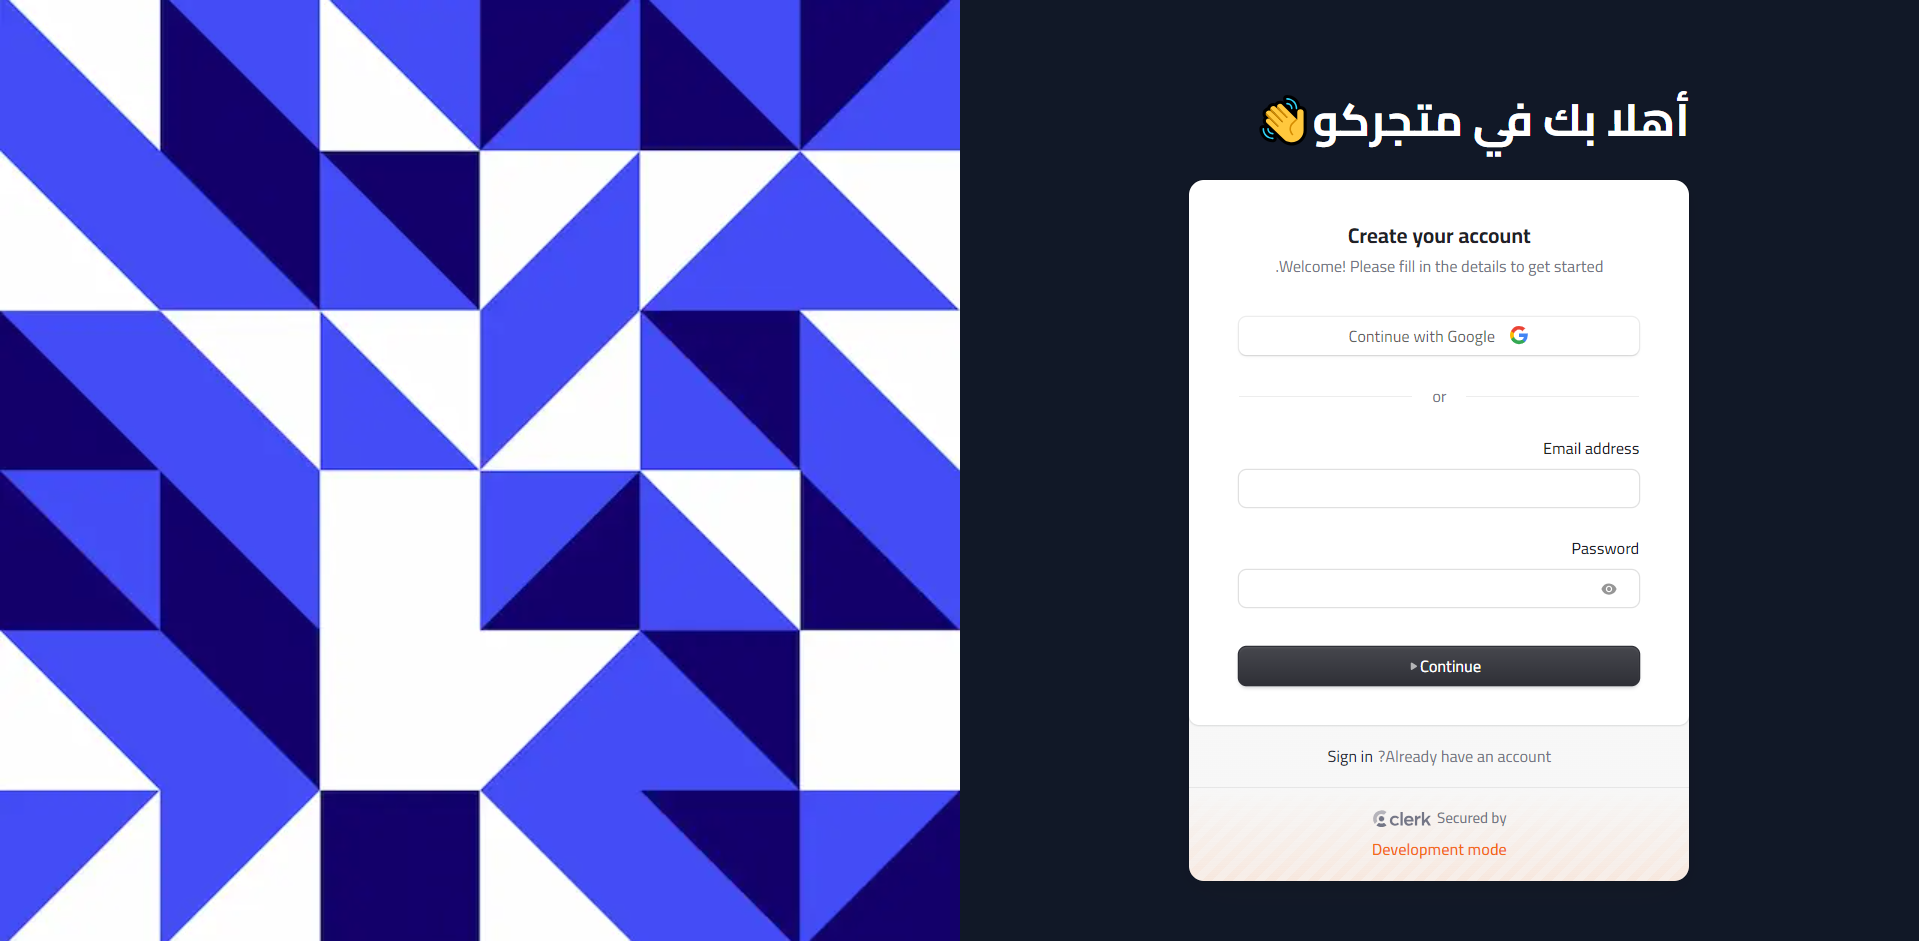 أهلا بك في متجركو👋
Create your account
.Welcome! Please fill in the details to get started
Continue with Google
or
Email address
Password
Continue
Sign in ?Already have an account
clerk Secured by
Development mode